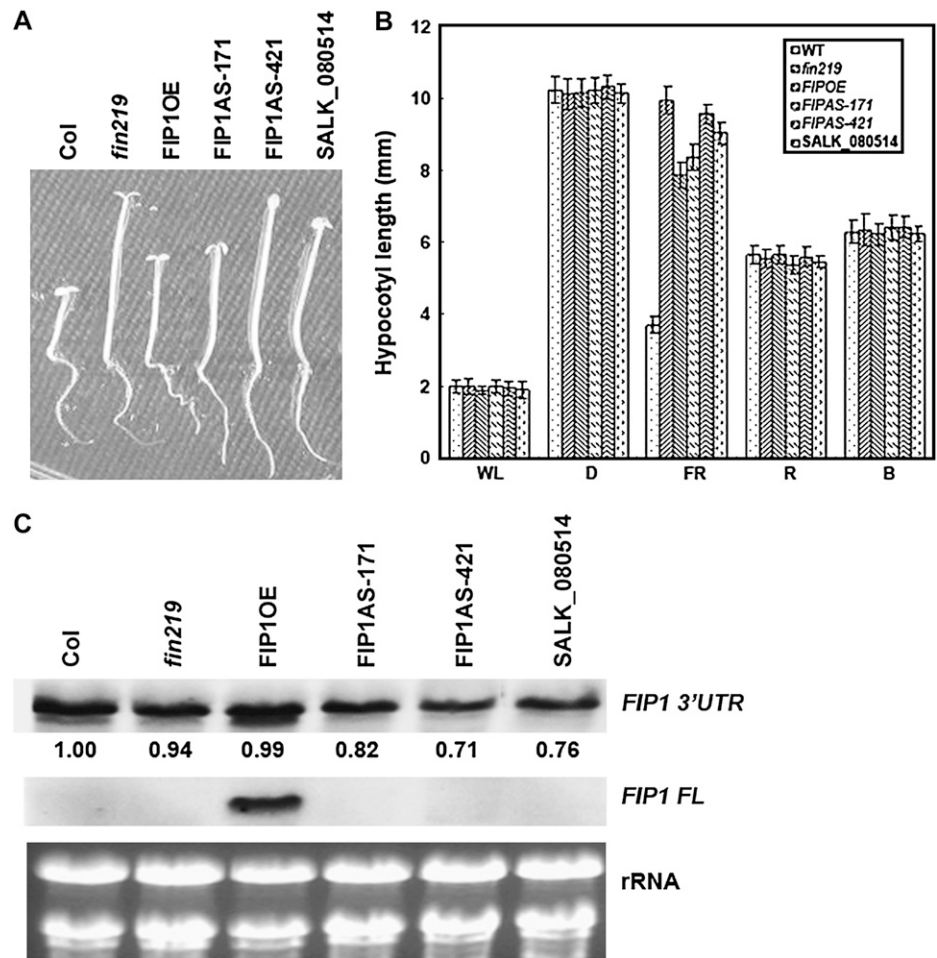 A
Col
fin219
FIP1OE
FIP1AS-171
FIP1AS-421
SALK_080514
B
Hypocotyl length (mm)
12
10
8
6
4
2
0
WT
fin219
FIPOE
FIPAS-171
FIPAS-421
SALK_080514
WL D FR R B
C
Col
fin219
FIP1OE
FIP1AS-171
FIP1AS-421
SALK_080514
FIP1 3'UTR
1.00 0.94 0.99 0.82 0.71 0.76
FIP1 FL
rRNA